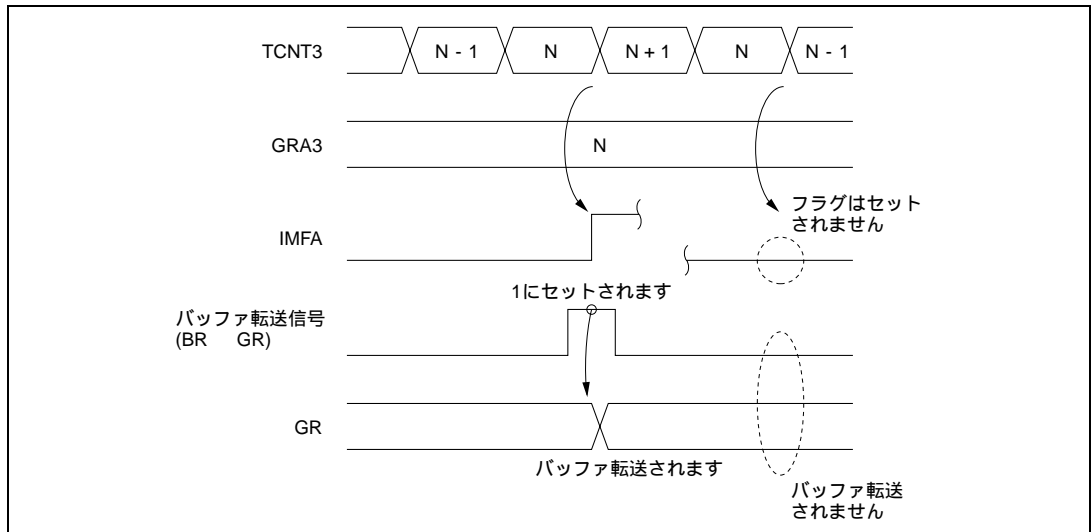 TCNT3
N - 1
N
N + 1
N
N - 1
GRA3
N
フラグはセット
されません
IMFA
1にセットされます
バッファ転送信号
(BR GR)
GR
バッファ転送されます
バッファ転送
されません